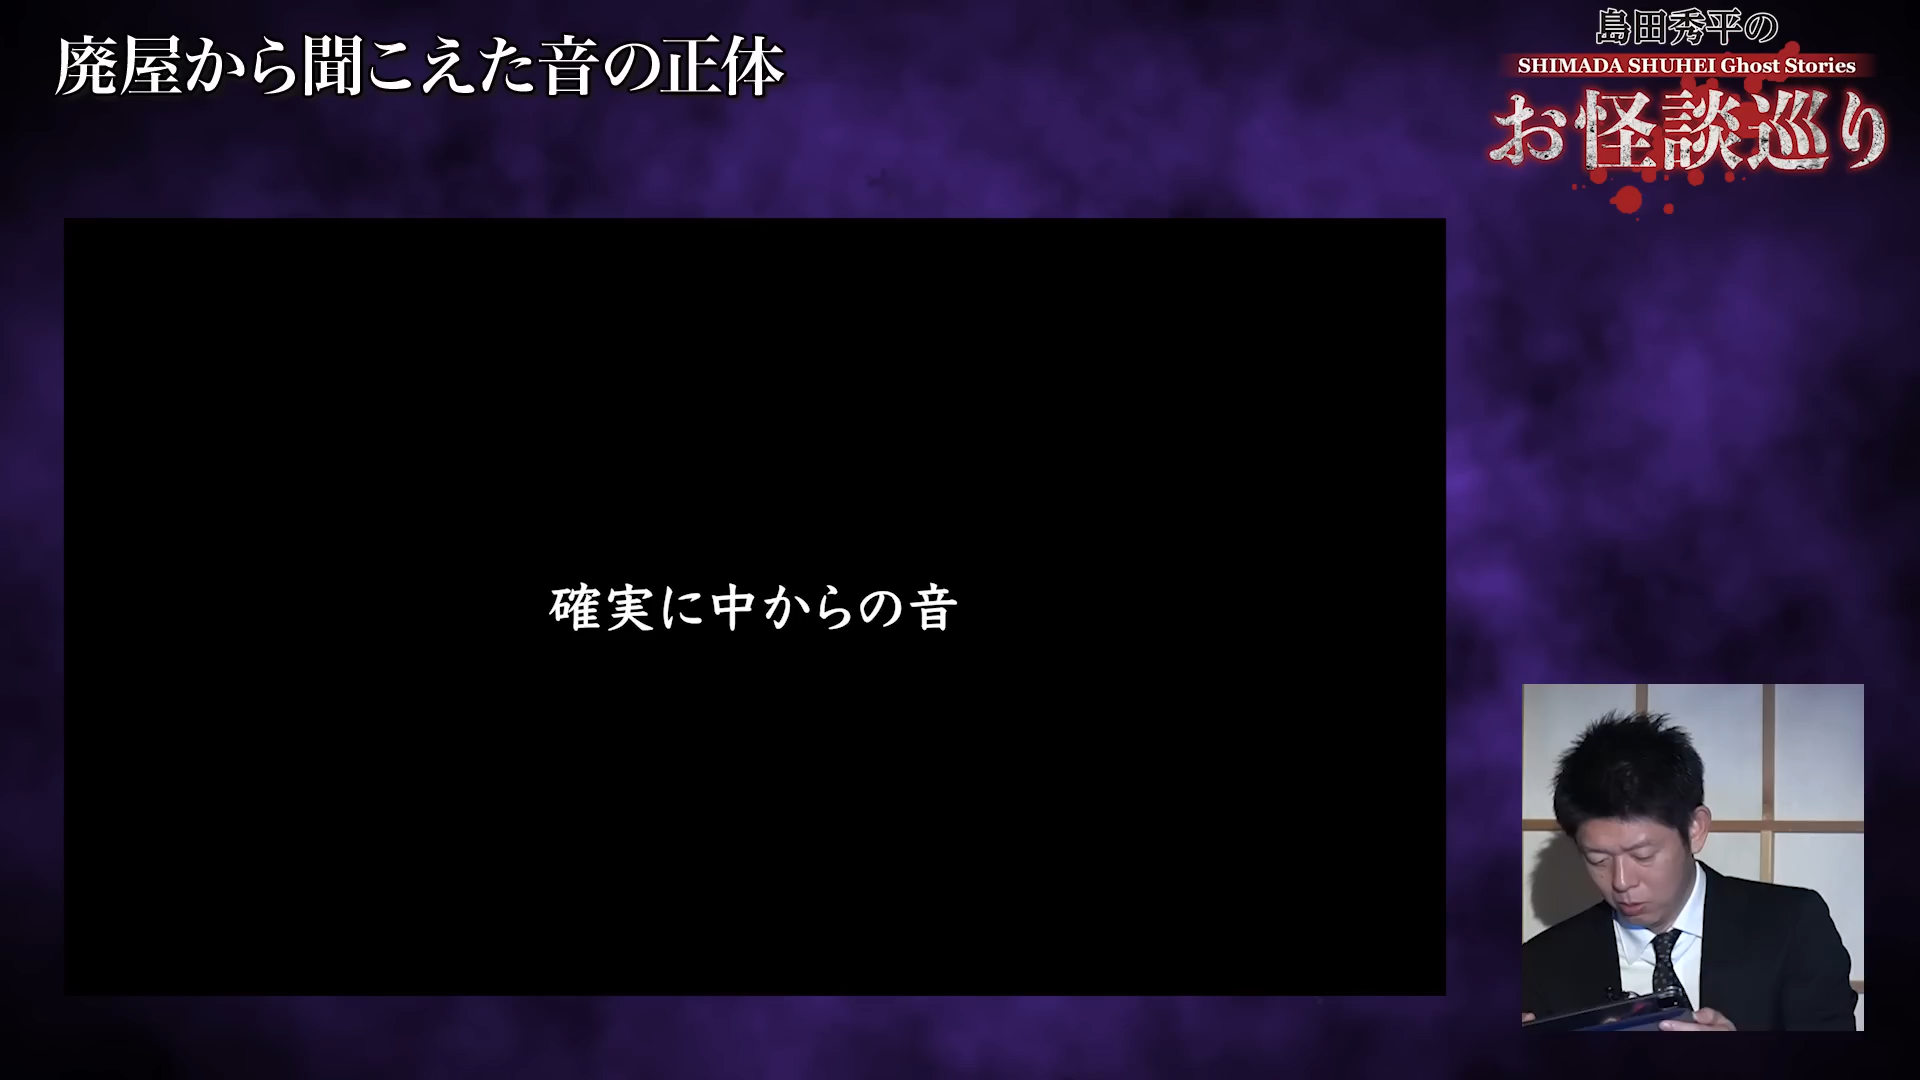 廃屋から聞こえた音の正体
島田秀平の
SHIMADA SHUHEI Ghost Stories
お怪談巡り
確実に中からの音